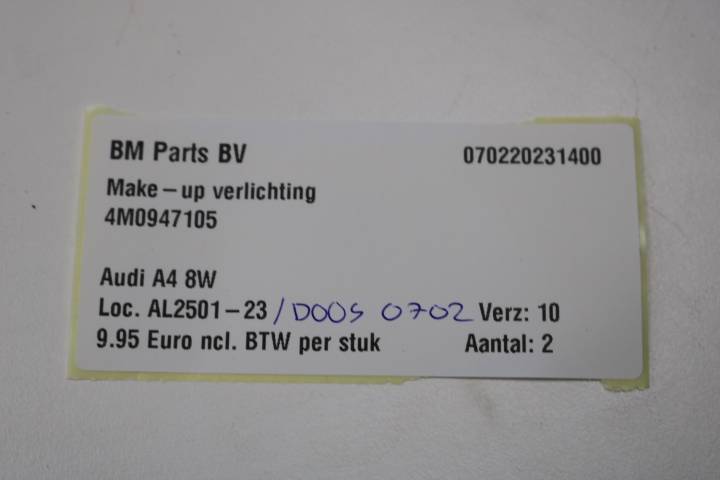 BM Parts BV 070220231400
Make-up verlichting
4M0947105
Audi A4 8W
Loc. AL2501-23 / DOOS 0702 Verz: 10
9.95 Euro ncl. BTW per stuk Aantal: 2